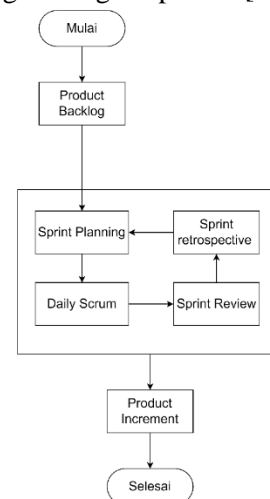 Mulai
Product
Backlog
Sprint Planning
Sprint
retrospective
Daily Scrum
Sprint Review
Product
Increment
Selesai